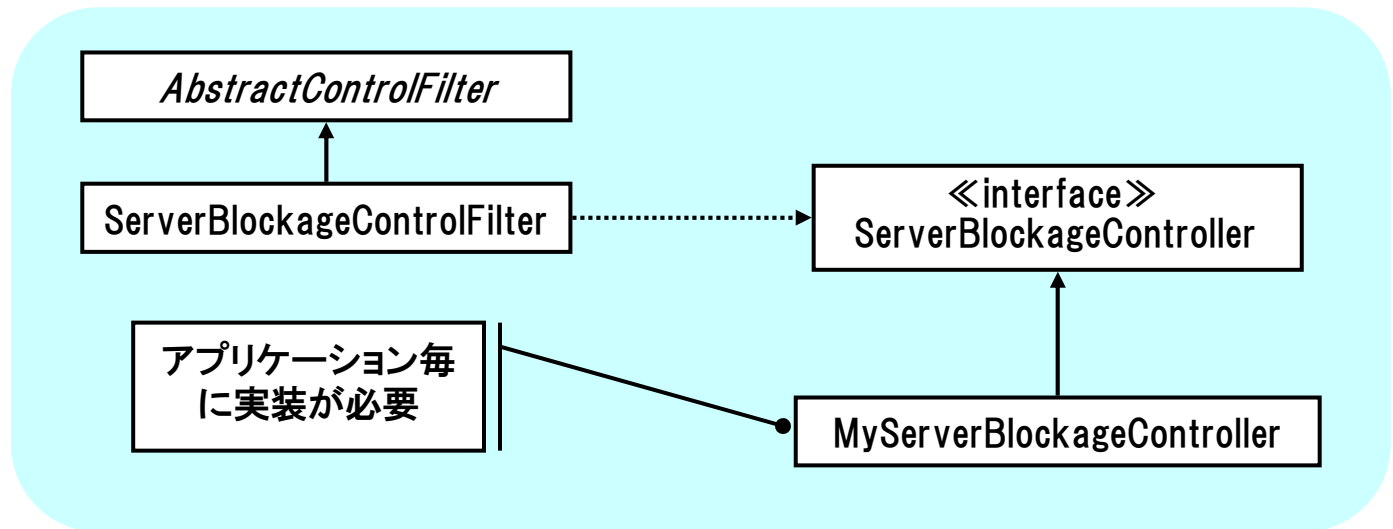 AbstractControlFilter
ServerBlockageControlFilter
≪interface≫
ServerBlockageController
アプリケーション毎
に実装が必要
MyServerBlockageController